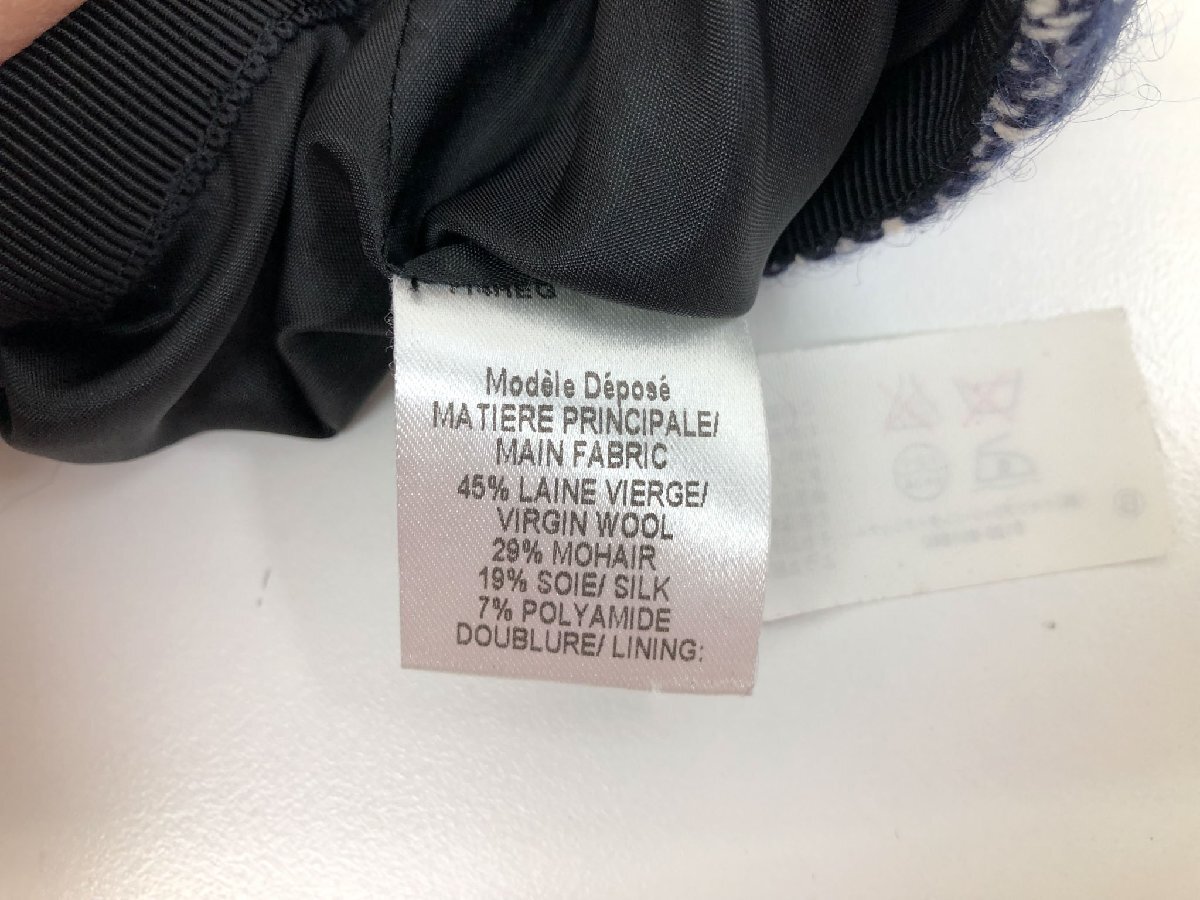 Modèle Déposé
MATIERE PRINCIPALE/
MAIN FABRIC
45% LAINE VIERGE/
VIRGIN WOOL
29% MOHAIR
19% SOIE/ SILK
7% POLYAMIDE
DOUBLURE/ LINING: